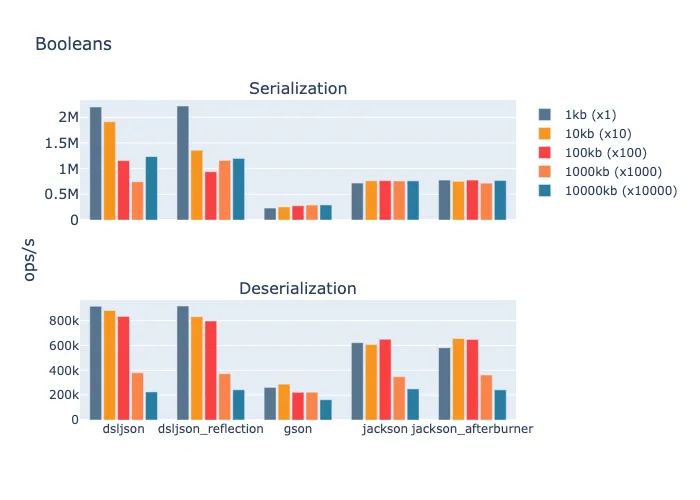 Booleans
Serialization
2M
1.5M
1M
0.5M
0
1kb (x1)
10kb (x10)
100kb (x100)
1000kb (x1000)
10000kb (x10000)
ops/s
Deserialization
800k
600k
400k
200k
0
dsljson dsljson_reflection gson jackson jackson_afterburner